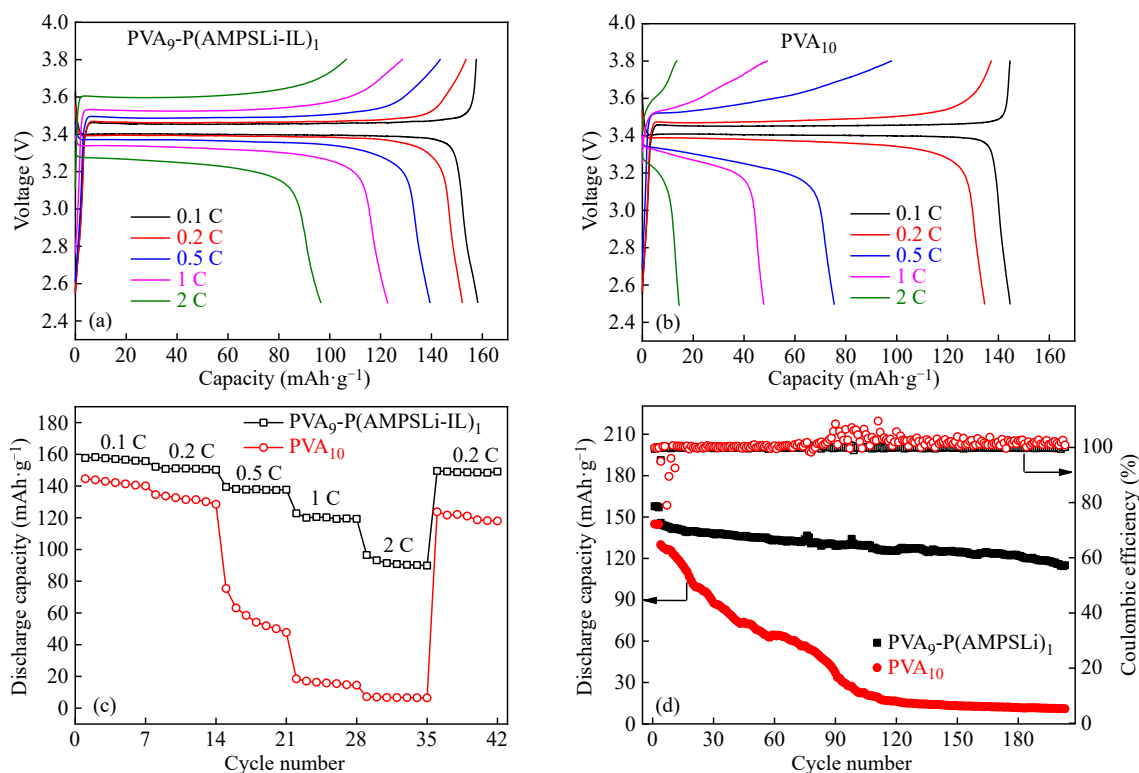 PVA₉-P(AMPSLi-IL)₁
4.0
3.8
3.6
3.4
3.2
3.0
2.8
2.6
2.4
Voltage (V)
0.1 C
0.2 C
0.5 C
1 C
2 C
(a)
0 20 40 60 80 100 120 140 160
Capacity (mAh·g⁻¹)
PVA₁₀
4.0
3.8
3.6
3.4
3.2
3.0
2.8
2.6
2.4
Voltage (V)
0.1 C
0.2 C
0.5 C
1 C
2 C
(b)
0 20 40 60 80 100 120 140 160
Capacity (mAh·g⁻¹)
200
180
160
140
120
100
80
60
40
20
0
Discharge capacity (mAh·g⁻¹)
PVA₉-P(AMPSLi-IL)₁
PVA₁₀
0.1 C
0.2 C
0.5 C
1 C
2 C
0.2 C
(c)
0 7 14 21 28 35 42
Cycle number
210
180
150
120
90
60
30
0
Discharge capacity (mAh·g⁻¹)
PVA₉-P(AMPSLi)₁
PVA₁₀
(d)
0 30 60 90 120 150 180
Cycle number
100
80
60
40
20
0
Coulombic efficiency (%)